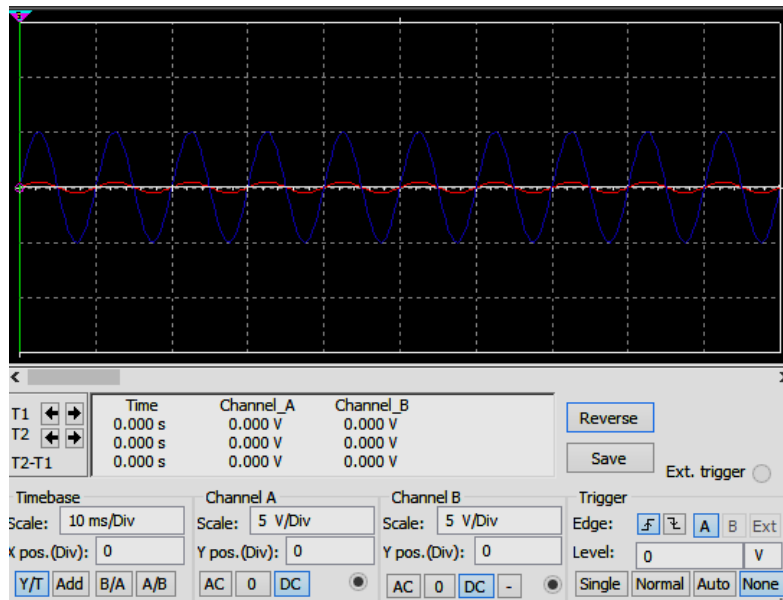 Time Channel_A Channel_B
T1 0.000 s 0.000 V 0.000 V
T2 0.000 s 0.000 V 0.000 V
T2-T1 0.000 s 0.000 V 0.000 V
Reverse
Save
Ext. trigger
Timebase
Scale: 10 ms/Div
X pos.(Div): 0
Y/T Add B/A A/B
Channel A
Scale: 5 V/Div
Y pos.(Div): 0
AC 0 DC
Channel B
Scale: 5 V/Div
Y pos.(Div): 0
AC 0 DC -
Trigger
Edge: A B Ext
Level: 0 V
Single Normal Auto None